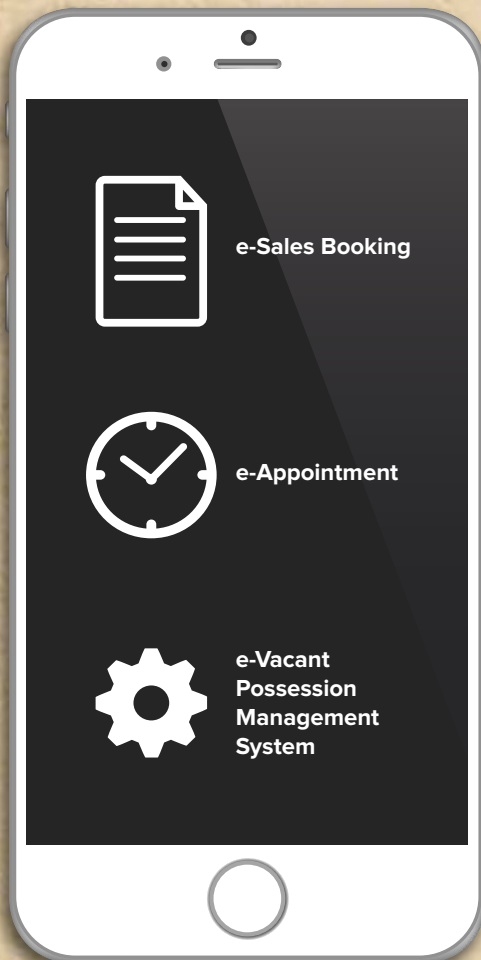 e-Sales Booking
e-Appointment
e-Vacant
Possession
Management
System